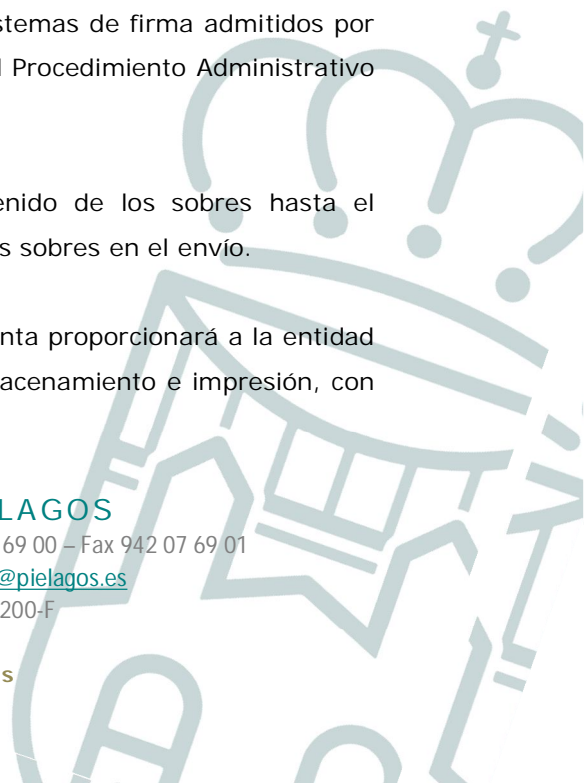 stemas de firma admitidos por
Procedimiento Administrativo
enido de los sobres hasta el
s sobres en el envío.
nta proporcionará a la entidad
acenamiento e impresión, con
LAGOS
69 00 – Fax 942 07 69 01
@pielagos.es
200-F
s